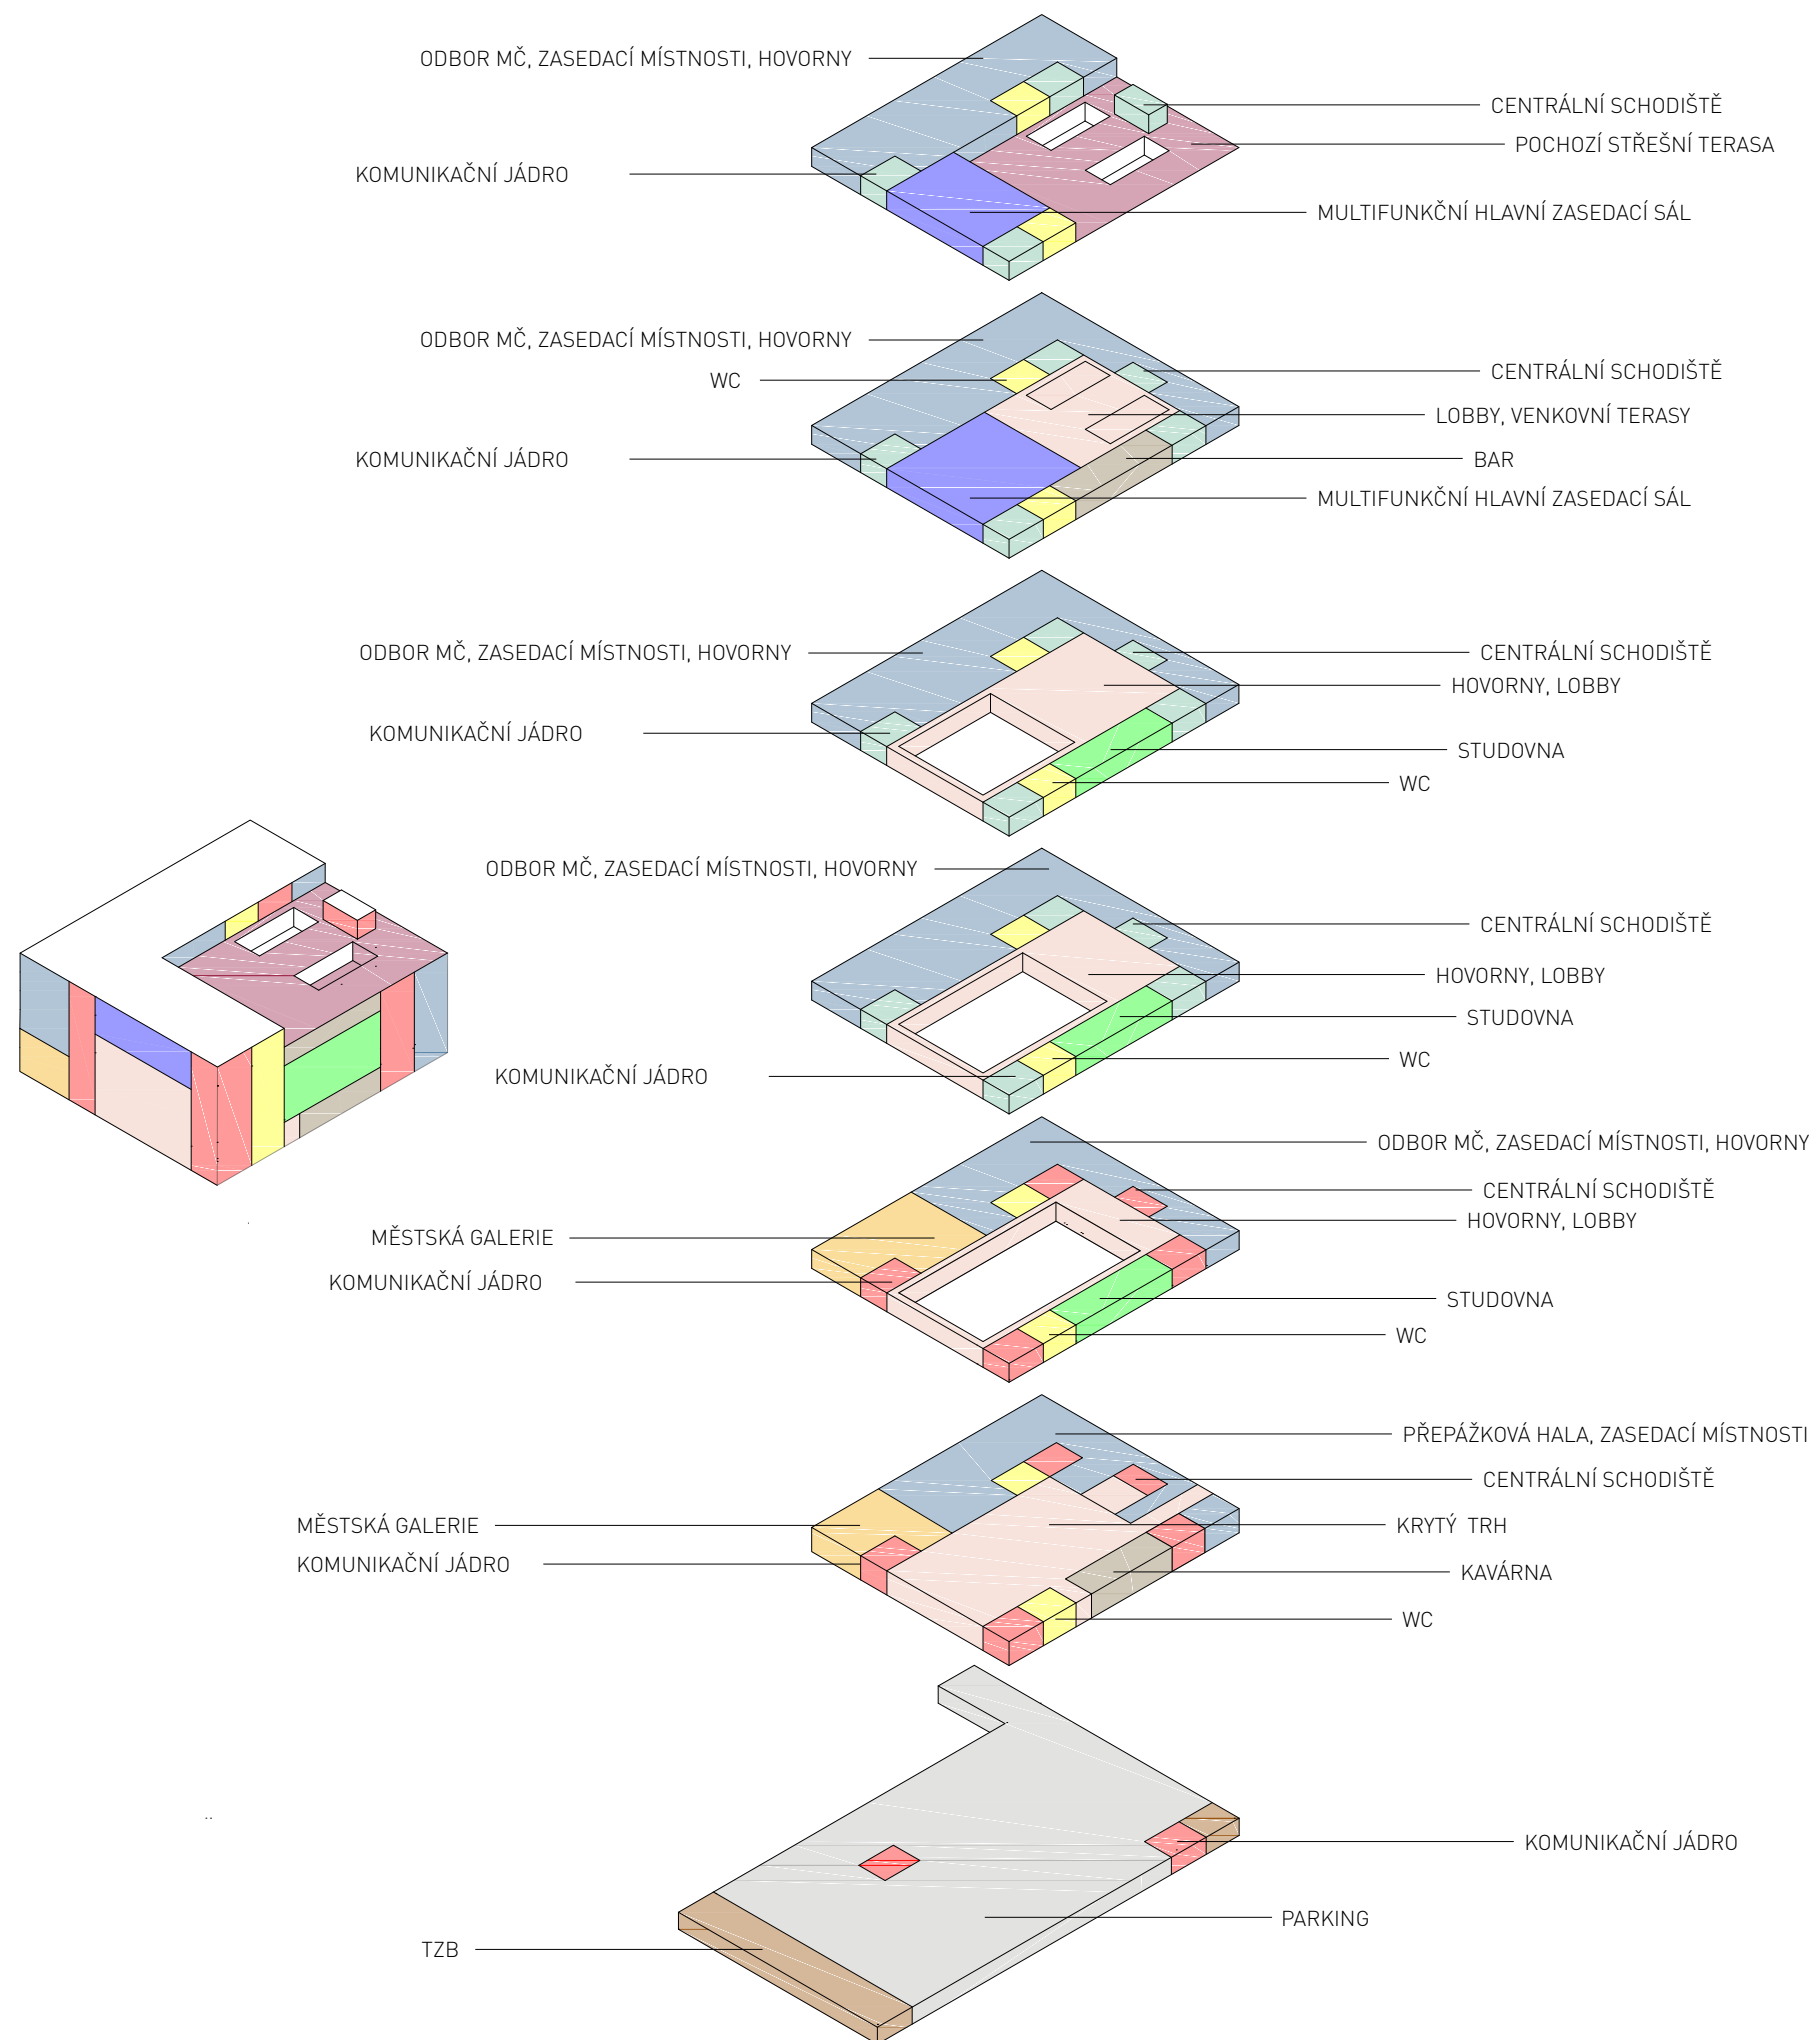 ODBOR MČ, ZASEDACÍ MÍSTNOSTI, HOVORNY
CENTRÁLNÍ SCHODIŠTĚ
POCHOZÍ STŘEŠNÍ TERASA
KOMUNIKAČNÍ JÁDRO
MULTIFUNKČNÍ HLAVNÍ ZASEDACÍ SÁL
ODBOR MČ, ZASEDACÍ MÍSTNOSTI, HOVORNY
CENTRÁLNÍ SCHODIŠTĚ
WC
LOBBY, VENKOVNÍ TERASY
KOMUNIKAČNÍ JÁDRO
BAR
MULTIFUNKČNÍ HLAVNÍ ZASEDACÍ SÁL
ODBOR MČ, ZASEDACÍ MÍSTNOSTI, HOVORNY
CENTRÁLNÍ SCHODIŠTĚ
HOVORNY, LOBBY
KOMUNIKAČNÍ JÁDRO
STUDOVNA
WC
ODBOR MČ, ZASEDACÍ MÍSTNOSTI, HOVORNY
CENTRÁLNÍ SCHODIŠTĚ
HOVORNY, LOBBY
STUDOVNA
WC
KOMUNIKAČNÍ JÁDRO
ODBOR MČ, ZASEDACÍ MÍSTNOSTI, HOVORNY
CENTRÁLNÍ SCHODIŠTĚ
HOVORNY, LOBBY
MĚSTSKÁ GALERIE
KOMUNIKAČNÍ JÁDRO
STUDOVNA
WC
PŘEPÁŽKOVÁ HALA, ZASEDACÍ MÍSTNOSTI
CENTRÁLNÍ SCHODIŠTĚ
MĚSTSKÁ GALERIE
KRYTÝ TRH
KOMUNIKAČNÍ JÁDRO
KAVÁRNA
WC
KOMUNIKAČNÍ JÁDRO
PARKING
TZB